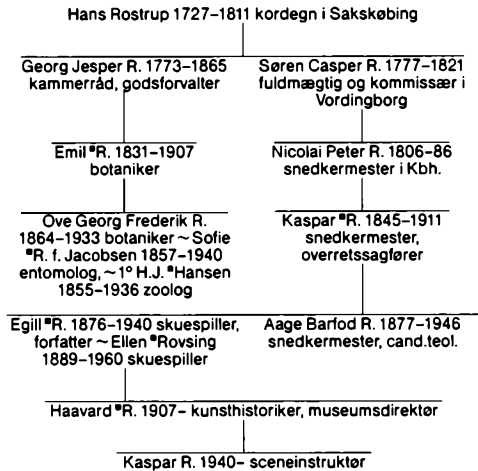 Hans Rostrup 1727–1811 kordegn i Sakskøbing
Georg Jesper R. 1773–1865
kammerråd, godsforvalter
Søren Casper R. 1777–1821
fuldmægtig og kommissær i
Vordingborg
Emil *R. 1831–1907
botaniker
Nicolai Peter R. 1806–86
snedkermester i Kbh.
Ove Georg Frederik R.
1864–1933 botaniker ~ Sofie
*R. f. Jacobsen 1857–1940
entomolog, ~ 1° H.J. *Hansen
1855–1936 zoolog
Kaspar *R. 1845–1911
snedkermester,
overretssagfører
Egill *R. 1876–1940 skuespiller,
forfatter ~ Ellen *Rovsing
1889–1960 skuespiller
Aage Barfod R. 1877–1946
snedkermester, cand.teol.
Haavard *R. 1907– kunsthistoriker, museumsdirektør
Kaspar R. 1940– sceneinstruktør